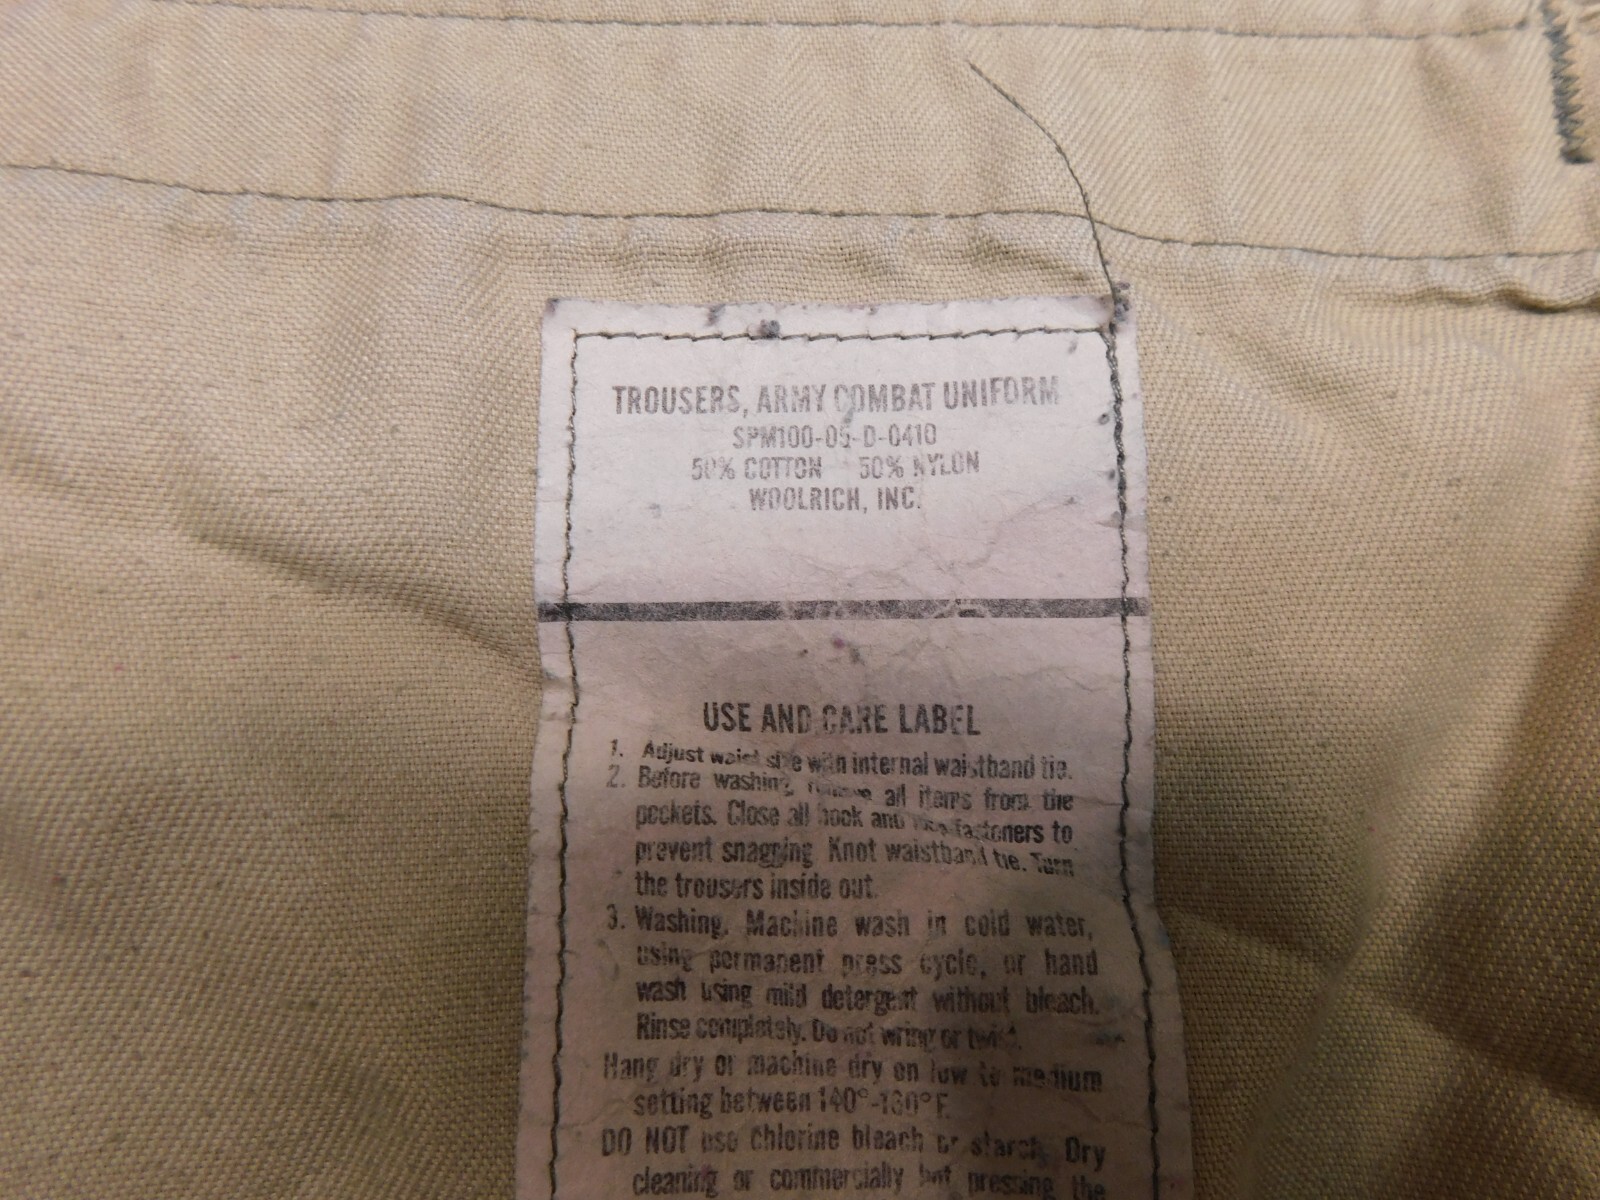 TROUSERS, ARMY COMBAT UNIFORM
SPM100-05-D-0410
50% COTTON 50% NYLON
WOOLRICH, INC.
USE AND CARE LABEL
1. Adjust waist size with internal waistband tie.
2. Before washing, remove all items from the
pockets. Close all hook and fasteners to
prevent snagging. Knot waistband tie. Turn
the trousers inside out.
3. Washing. Machine wash in cold water,
using permanent press cycle, or hand
wash using mild detergent without bleach.
Rinse completely. Do not wring or twist.
Hang dry or machine dry on low to medium
setting between
DO NOT use chlorine bleach or starch. Dry
cleaning or commercially hot pressing the